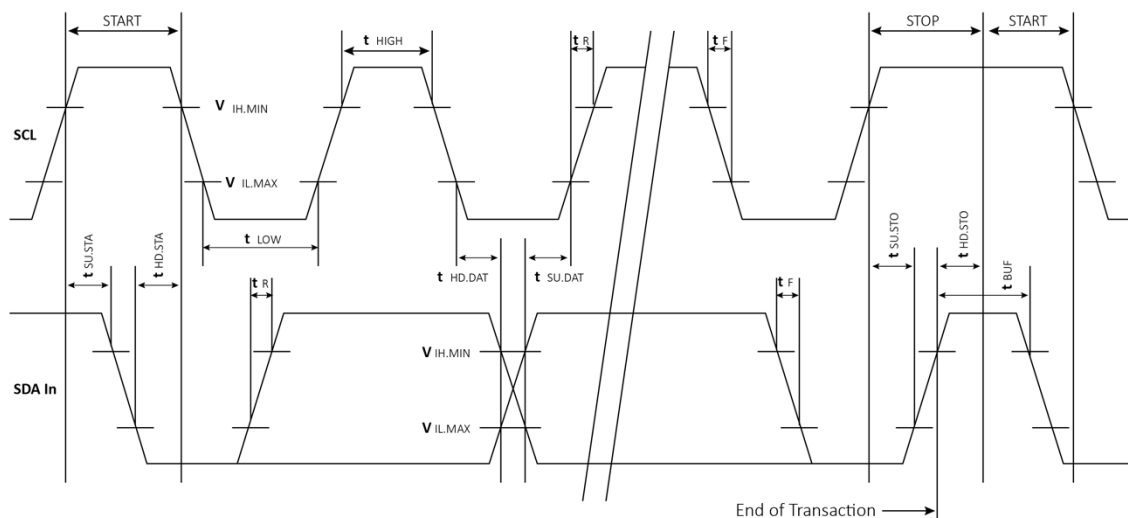 START
STOP
START
t HIGH
t R
t F
V IH.MIN
SCL
V IL.MAX
t SU.STA
t HD.STA
t LOW
t HD.DAT
t SU.DAT
t SU.STO
t HD.STO
t BUF
t R
t F
V IH.MIN
SDA In
V IL.MAX
End of Transaction